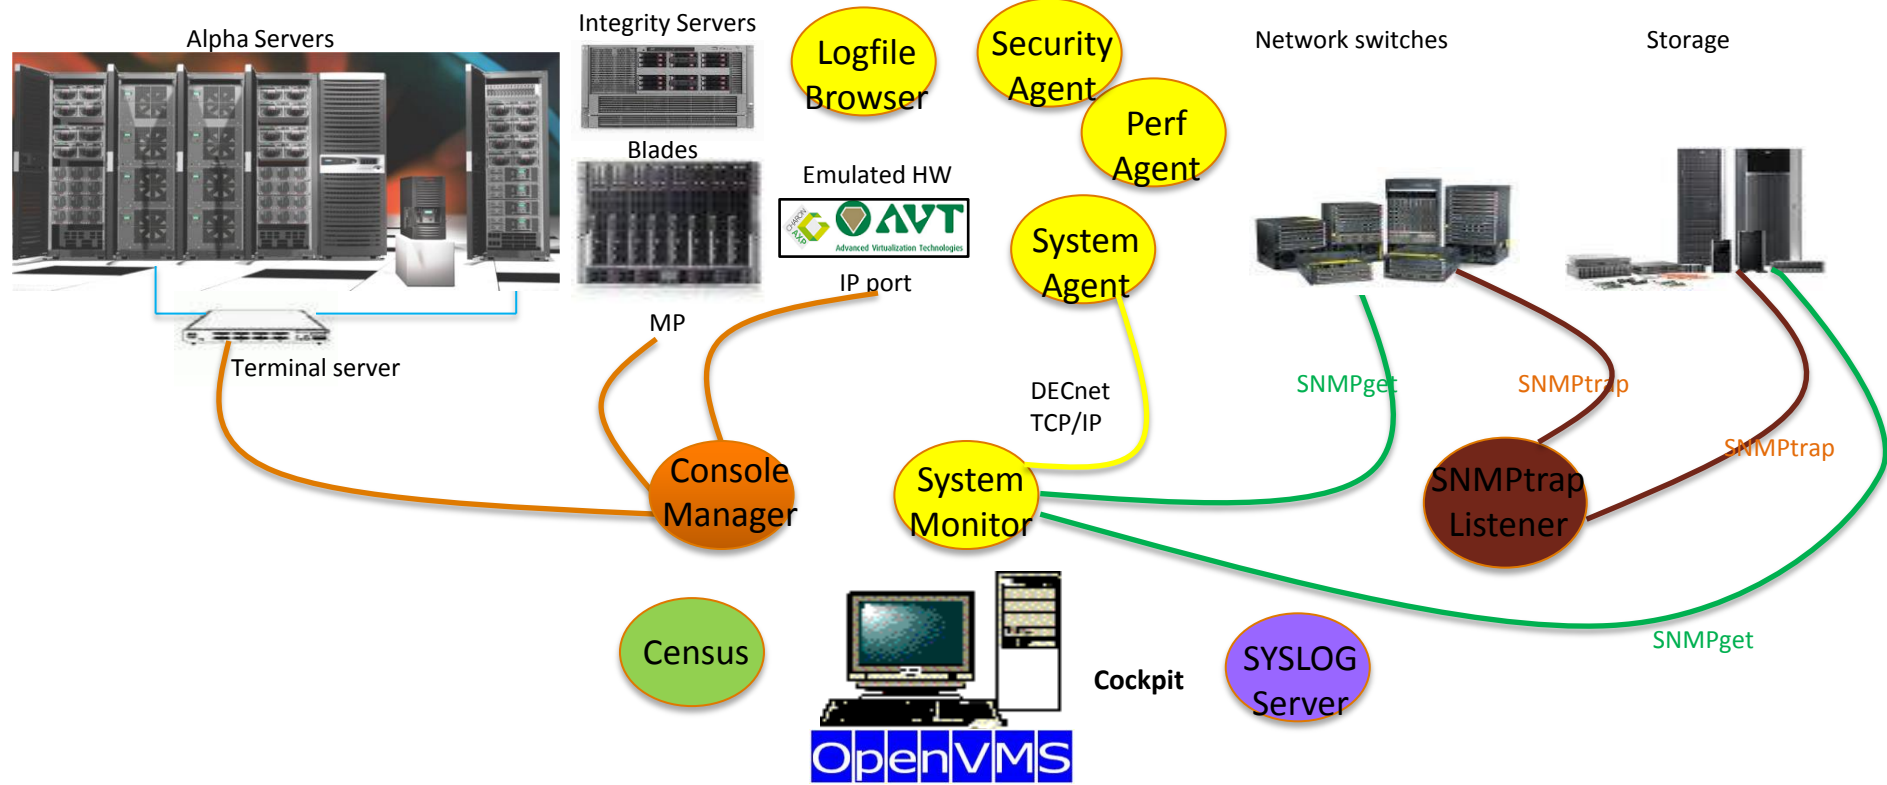 Alpha Servers
Integrity Servers
Logfile
Browser
Security
Agent
Perf
Agent
Network switches
Storage
Blades
Emulated HW
CHARON
AXP
AVT
Advanced Virtualization Technologies
System
Agent
IP port
MP
Terminal server
DECnet
TCP/IP
SNMPget
SNMPtrap
SNMPtrap
Console
Manager
System
Monitor
SNMPtrap
Listener
SNMPget
Census
Cockpit
SYSLOG
Server
OpenVMS